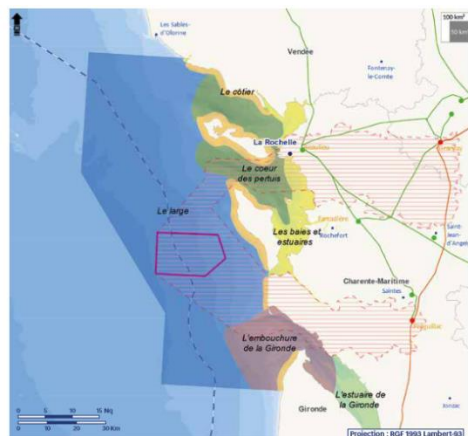 100 km²
50 km²
Les Sables-
d'Olonne
Vendée
Fontenay-
le-Comte
Le côtier
La Rochelle
Le coeur
des pertuis
Le large
Les baies et
estuaires
Rochefort
Saint-
Jean-
d'Angély
Charente-Maritime
Saintes
L'embouchure
de la Gironde
L'estuaire de
la Gironde
Gironde
0 5 10 15 Nq
0 10 20 30 Km
Projection : RGF 1993 Lambert-93